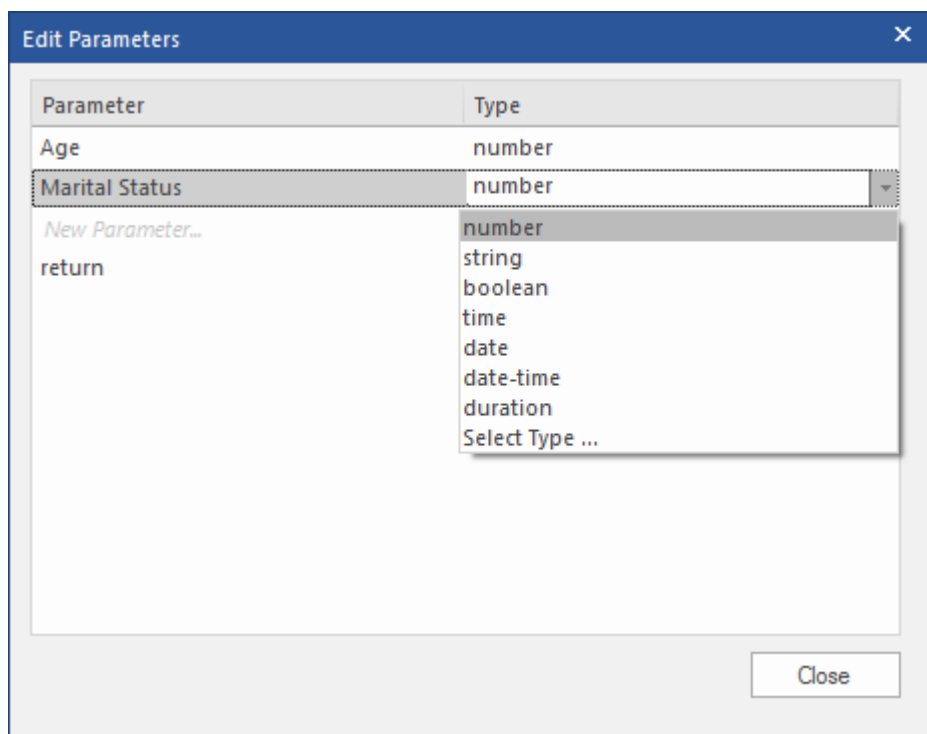 Edit Parameters
Parameter Type
Age number
Marital Status number
New Parameter... number
return string
boolean
time
date
date-time
duration
Select Type ...
Close